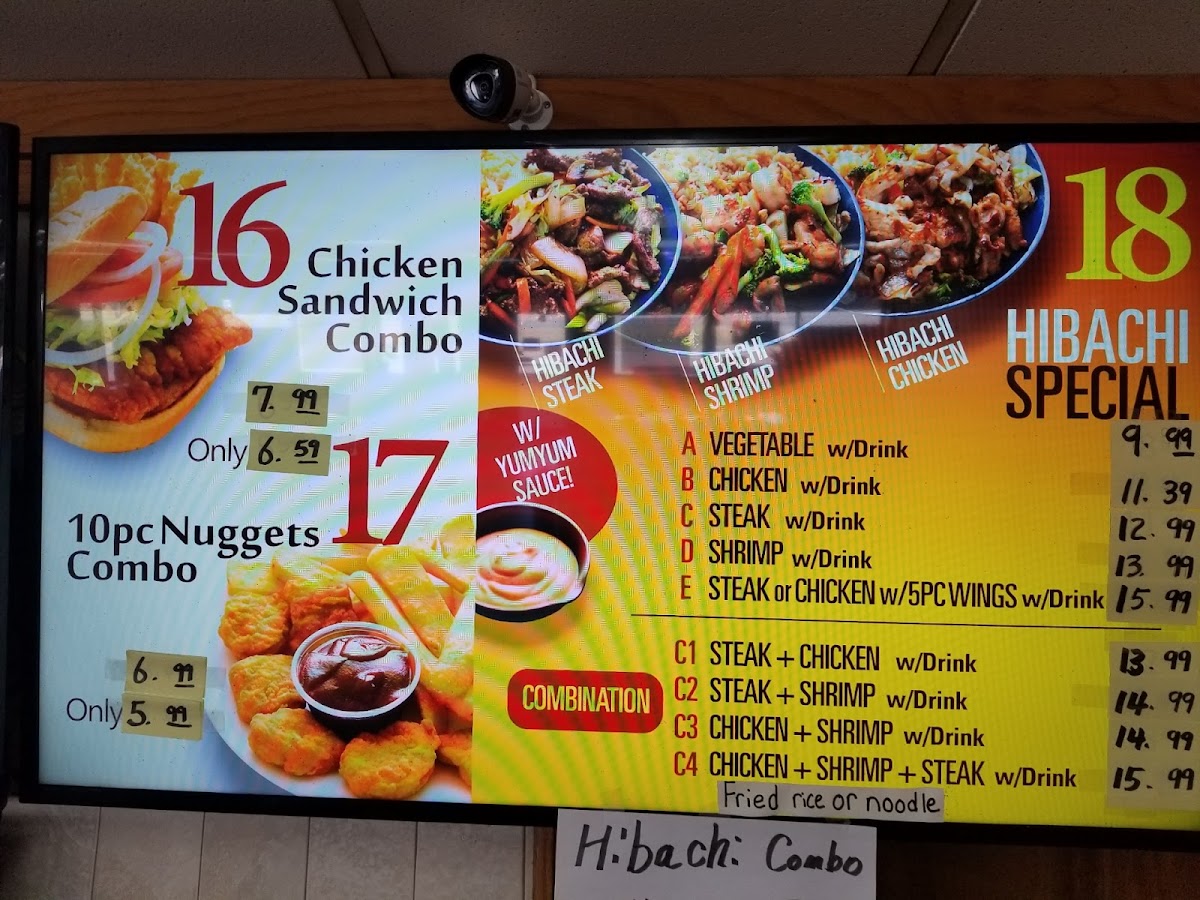 16
Chicken
Sandwich
Combo
7.99
Only 6.59
17
10pc Nuggets
Combo
6.99
Only 5.99
18
HIBACHI
SPECIAL
HIBACHI
STEAK
HIBACHI
SHRIMP
HIBACHI
CHICKEN
W/
YUMYUM
SAUCE!
A VEGETABLE w/Drink 9.99
B CHICKEN w/Drink 11.39
C STEAK w/Drink 12.99
D SHRIMP w/Drink 13.99
E STEAK or CHICKEN w/5PC WINGS w/Drink 15.99
COMBINATION
C1 STEAK + CHICKEN w/Drink 13.99
C2 STEAK + SHRIMP w/Drink 14.99
C3 CHICKEN + SHRIMP w/Drink 14.99
C4 CHICKEN + SHRIMP + STEAK w/Drink 15.99
Fried rice or noodle
Hibachi Combo